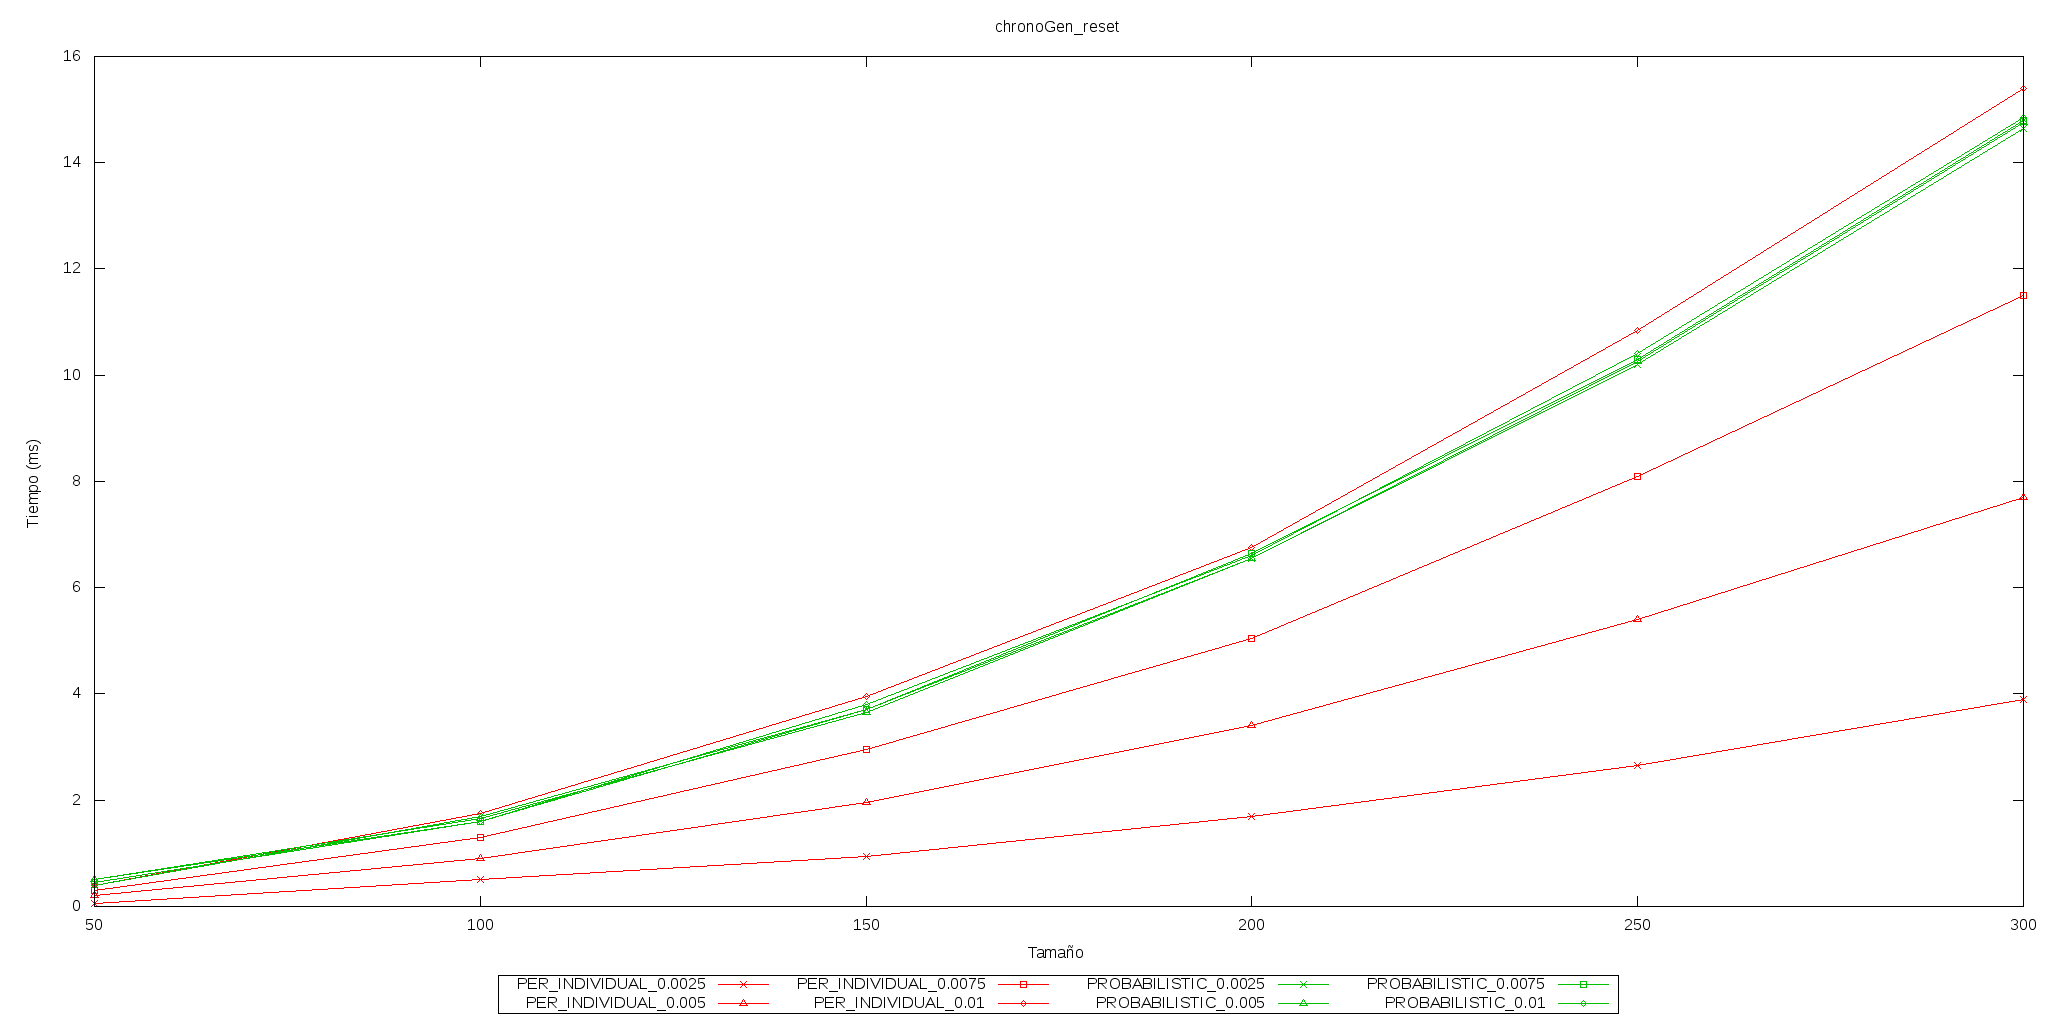 chronoGen_reset
16
14
12
10
8
6
4
2
0
Tiempo (ms)
50 100 150 200 250 300
Tamaño
PER_INDIVIDUAL_0.0025 PER_INDIVIDUAL_0.0075 PROBABILISTIC_0.0025 PROBABILISTIC_0.0075
PER_INDIVIDUAL_0.005 PER_INDIVIDUAL_0.01 PROBABILISTIC_0.005 PROBABILISTIC_0.01